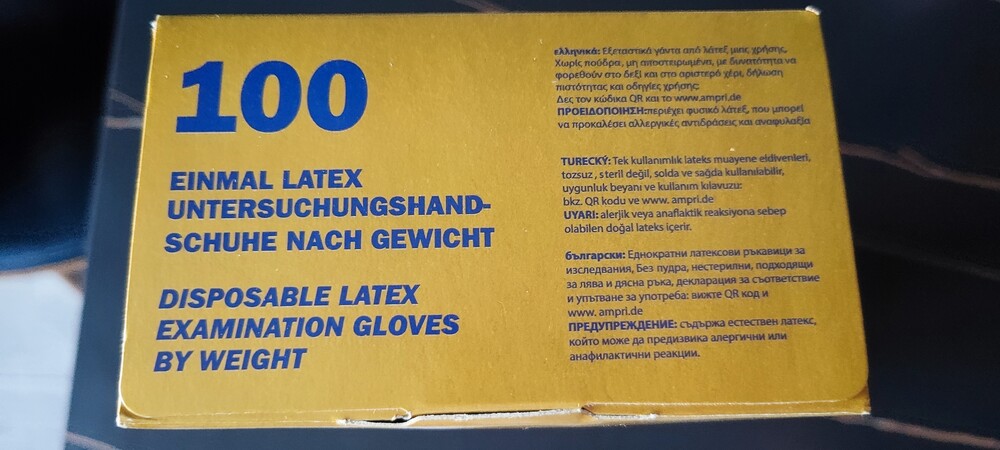 100
EINMAL LATEX
UNTERSUCHUNGSHAND-
SCHUHE NACH GEWICHT
DISPOSABLE LATEX
EXAMINATION GLOVES
BY WEIGHT
ελληνικά: Εξεταστικά γάντα από λάτεξ μιας χρήσης,
Χωρίς πούδρα, μη αποστειρωμένα, με δυνατότητα να
φορεθούν στο δεξί και στο αριστερό χέρι, δήλωση
πιστότητας και οδηγίες χρήσης:
Δες τον κώδικα QR και το www.ampri.de
ΠΡΟΕΙΔΟΠΟΙΗΣΗ:περιέχει φυσικό λάτεξ, που μπορεί
να προκαλέσει αλλεργικές αντιδράσεις και αναφυλαξία
TURECKÝ: Tek kullanımlık lateks muayene eldivenleri,
tozsuz , steril değil, solda ve sağda kullanılabilir,
uygunluk beyanı ve kullanım kılavuzu:
bkz. QR kodu ve www. ampri.de
UYARI: alerjik veya anaflaktik reaksiyona sebep
olabilen doğal lateks içerir.
български: Еднократни латексови ръкавици за
изследвания, Без пудра, нестерилни, подходящи
за лява и дясна ръка, декларация за съответствие
и упътване за употреба: вижте QR код и
www. ampri.de
ПРЕДУПРЕЖДЕНИЕ: съдържа естествен латекс,
който може да предизвика алергични или
анафилактични реакции.